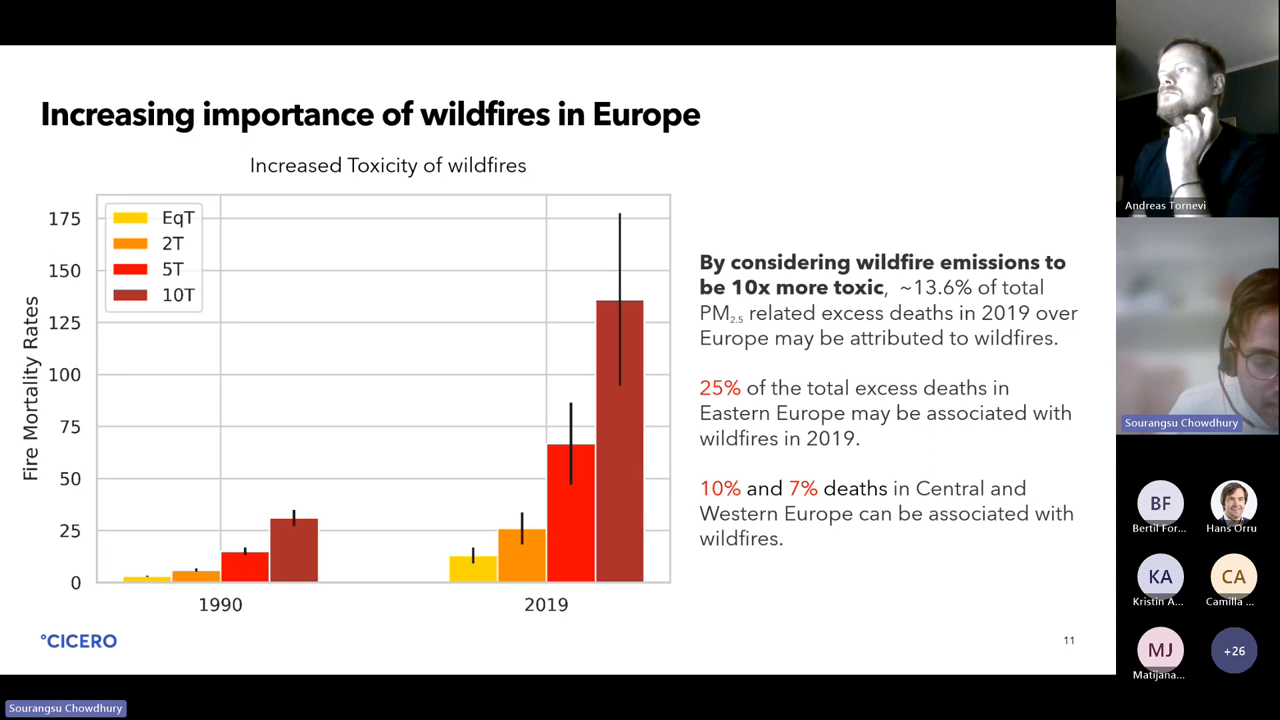 Increasing importance of wildfires in Europe
Increased Toxicity of wildfires
EqT
2T
5T
10T
175
150
125
100
75
50
25
0
Fire Mortality Rates
1990
2019
By considering wildfire emissions to
be 10x more toxic, ~13.6% of total
PM2.5 related excess deaths in 2019 over
Europe may be attributed to wildfires.
25% of the total excess deaths in
Eastern Europe may be associated with
wildfires in 2019.
10% and 7% deaths in Central and
Western Europe can be associated with
wildfires.
°CICERO
11
Andreas Tornevi
Sourangsu Chowdhury
BF
Bertil For...
Hans Orru
KA
Kristin A...
CA
Camilla ...
MJ
Matijana...
+26
Sourangsu Chowdhury